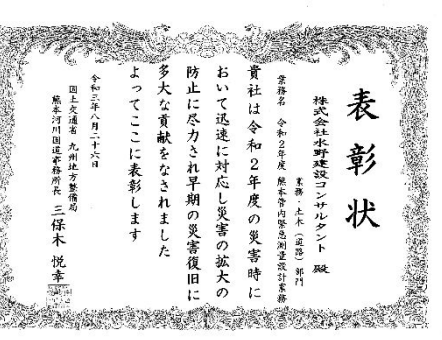 表彰状
株式会社水野建設コンサルタント 殿
業務・土木(道路)部門
業務名 令和2年度 熊本管内緊急測量設計業務
貴社は令和2年度の災害時に
おいて迅速に対応し災害の拡大の
防止に尽力され早期の災害復旧に
多大な貢献をなされました
よってここに表彰します
令和三年八月二十六日
国土交通省 九州地方整備局
熊本河川国道事務所長 三保木 悦幸